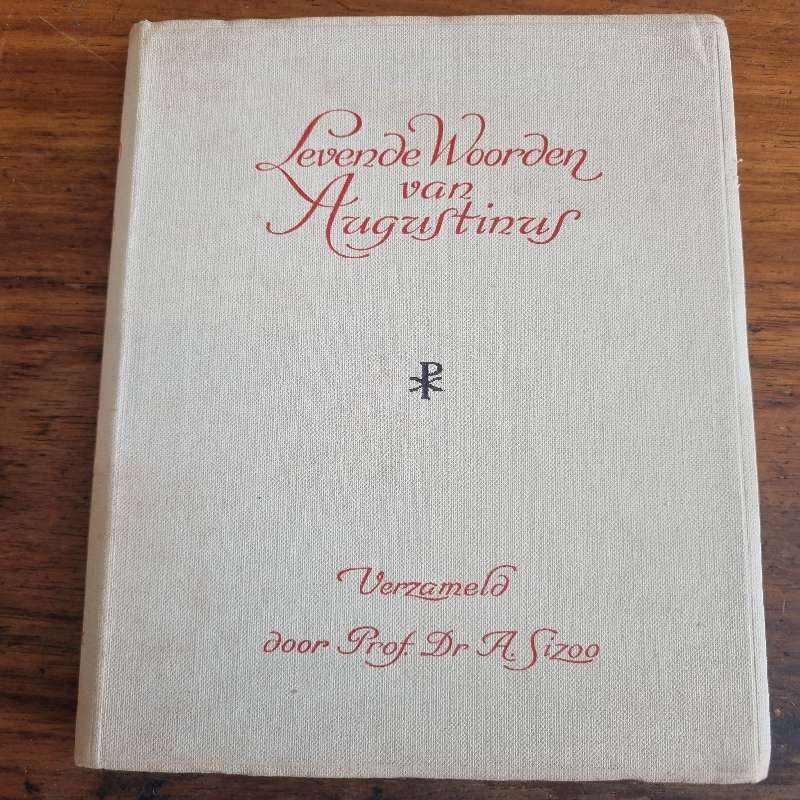 Levende Woorden
van
Augustinus
Verzameld
door Prof. Dr A. Sizoo